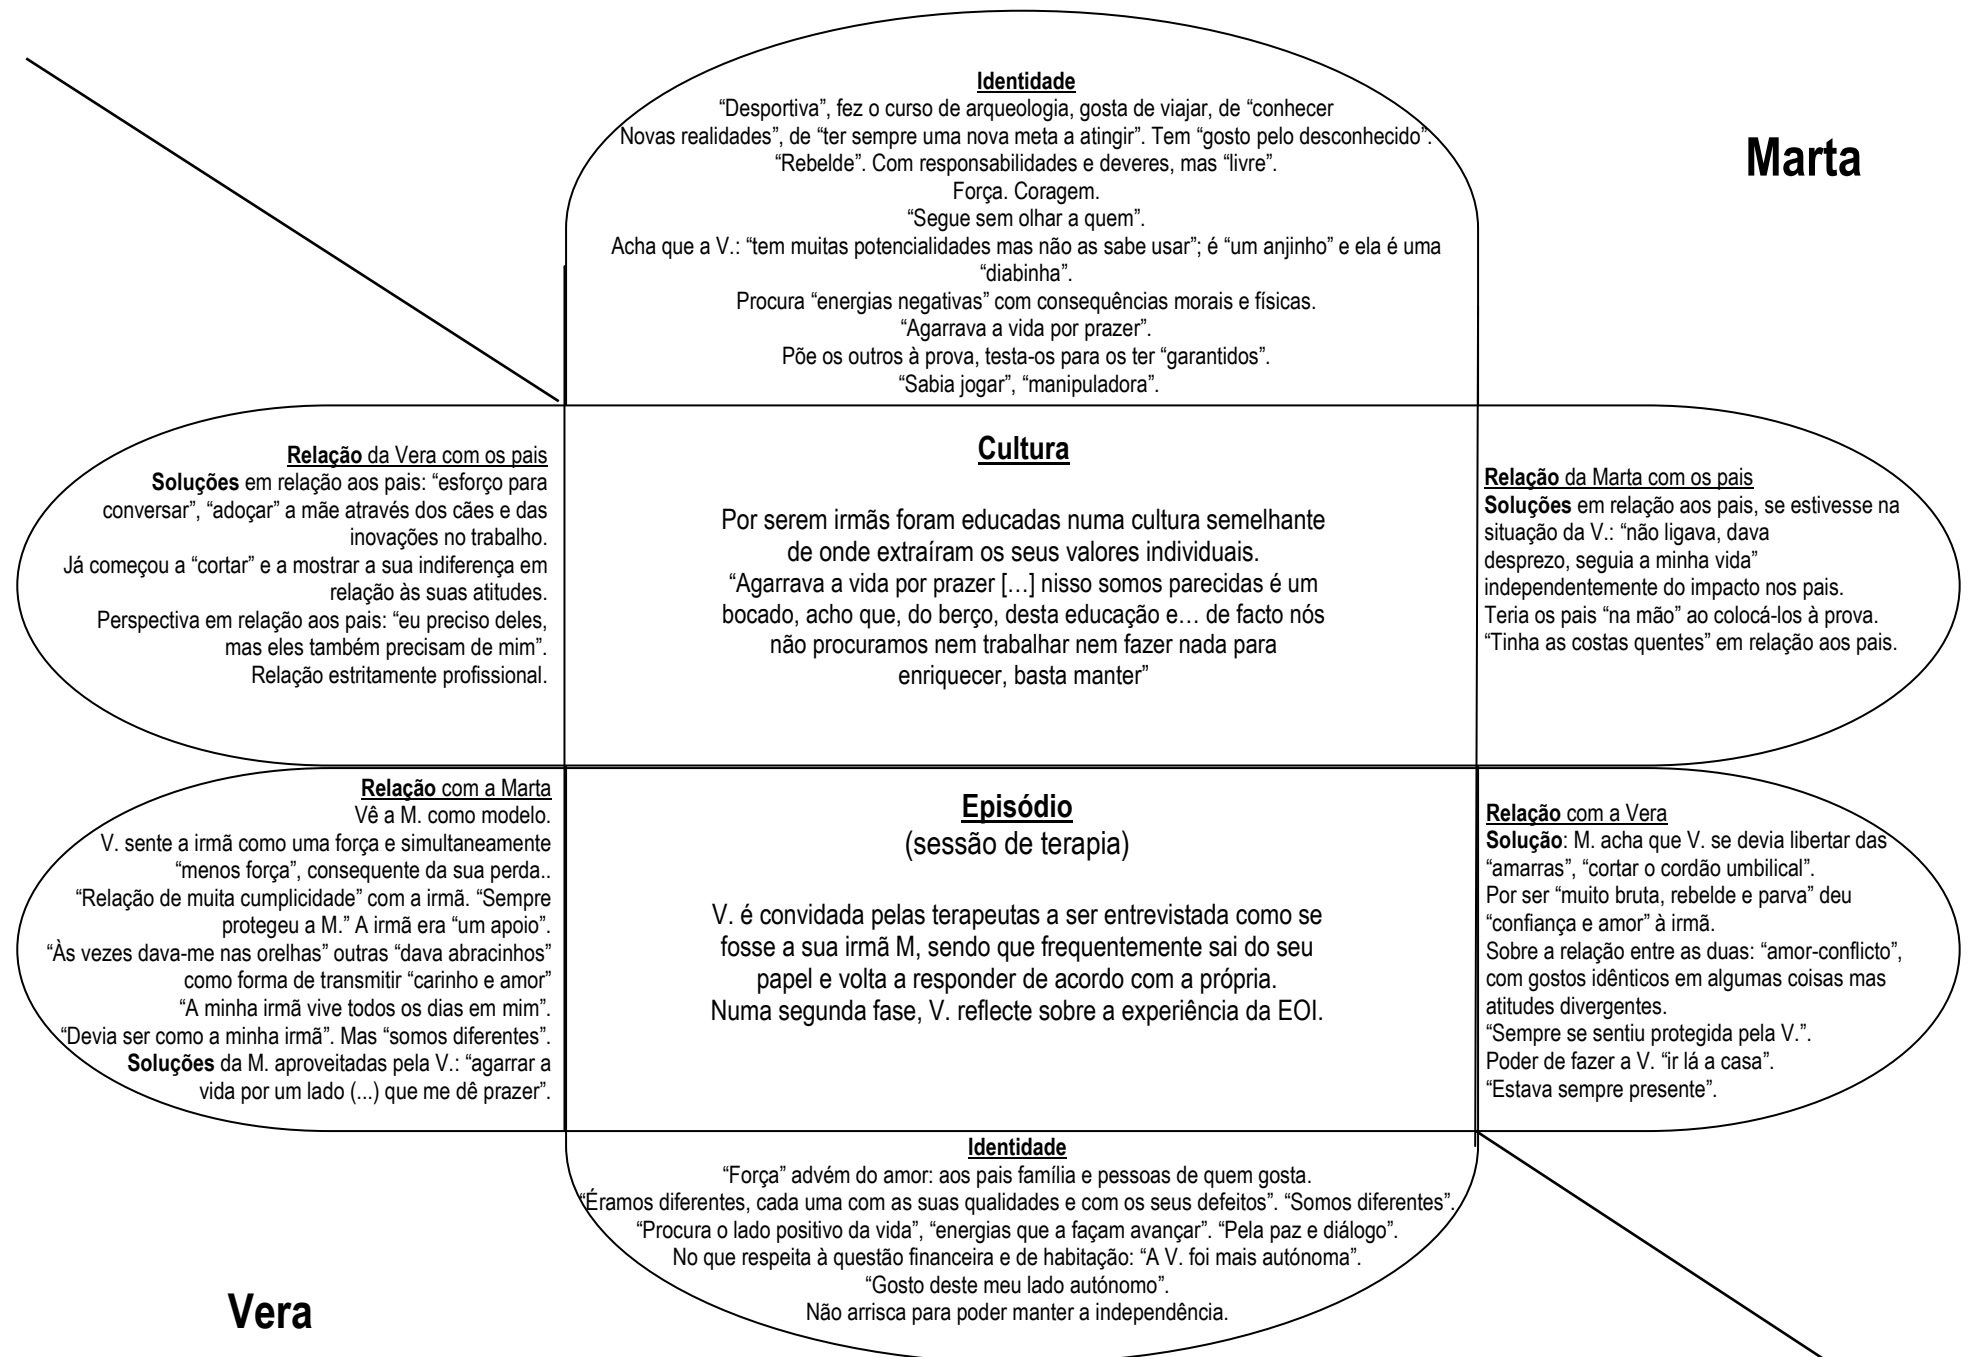 Identidade
“Desportiva”, fez o curso de arqueologia, gosta de viajar, de “conhecer
Novas realidades”, de “ter sempre uma nova meta a atingir”. Tem “gosto pelo desconhecido”.
“Rebelde”. Com responsabilidades e deveres, mas “livre”.
Força. Coragem.
“Segue sem olhar a quem”.
Acha que a V.: “tem muitas potencialidades mas não as sabe usar”; é “um anjinho” e ela é uma
“diabinha”.
Procura “energias negativas” com consequências morais e físicas.
“Agarrava a vida por prazer”.
Põe os outros à prova, testa-os para os ter “garantidos”.
“Sabia jogar”, “manipuladora”.
Marta
Relação da Vera com os pais
Soluções em relação aos pais: “esforço para
conversar”, “adoçar” a mãe através dos cães e das
inovações no trabalho.
Já começou a “cortar” e a mostrar a sua indiferença em
relação às suas atitudes.
Perspectiva em relação aos pais: “eu preciso deles,
mas eles também precisam de mim”.
Relação estritamente profissional.
Cultura
Por serem irmãs foram educadas numa cultura semelhante
de onde extraíram os seus valores individuais.
“Agarrava a vida por prazer […] nisso somos parecidas é um
bocado, acho que, do berço, desta educação e… de facto nós
não procuramos nem trabalhar nem fazer nada para
enriquecer, basta manter”
Relação da Marta com os pais
Soluções em relação aos pais, se estivesse na
situação da V.: “não ligava, dava
desprezo, seguia a minha vida”
independentemente do impacto nos pais.
Teria os pais “na mão” ao colocá-los à prova.
“Tinha as costas quentes” em relação aos pais.
Relação com a Marta
Vê a M. como modelo.
V. sente a irmã como uma força e simultaneamente
“menos força”, consequente da sua perda..
“Relação de muita cumplicidade” com a irmã. “Sempre
protegeu a M.” A irmã era “um apoio”.
“Às vezes dava-me nas orelhas” outras “dava abracinhos”
como forma de transmitir “carinho e amor”
“A minha irmã vive todos os dias em mim”.
“Devia ser como a minha irmã”. Mas “somos diferentes”.
Soluções da M. aproveitadas pela V.: “agarrar a
vida por um lado (...) que me dê prazer”.
Episódio
(sessão de terapia)
V. é convidada pelas terapeutas a ser entrevistada como se
fosse a sua irmã M, sendo que frequentemente sai do seu
papel e volta a responder de acordo com a própria.
Numa segunda fase, V. reflecte sobre a experiência da EOI.
Relação com a Vera
Solução: M. acha que V. se devia libertar das
“amarras”, “cortar o cordão umbilical”.
Por ser “muito bruta, rebelde e parva” deu
“confiança e amor” à irmã.
Sobre a relação entre as duas: “amor-conflicto”,
com gostos idênticos em algumas coisas mas
atitudes divergentes.
“Sempre se sentiu protegida pela V.”.
Poder de fazer a V. “ir lá a casa”.
“Estava sempre presente”.
Identidade
“Força” advém do amor: aos pais família e pessoas de quem gosta.
“Éramos diferentes, cada uma com as suas qualidades e com os seus defeitos”. “Somos diferentes”.
“Procura o lado positivo da vida”, “energias que a façam avançar”. “Pela paz e diálogo”.
No que respeita à questão financeira e de habitação: “A V. foi mais autónoma”.
“Gosto deste meu lado autónomo”.
Não arrisca para poder manter a independência.
Vera